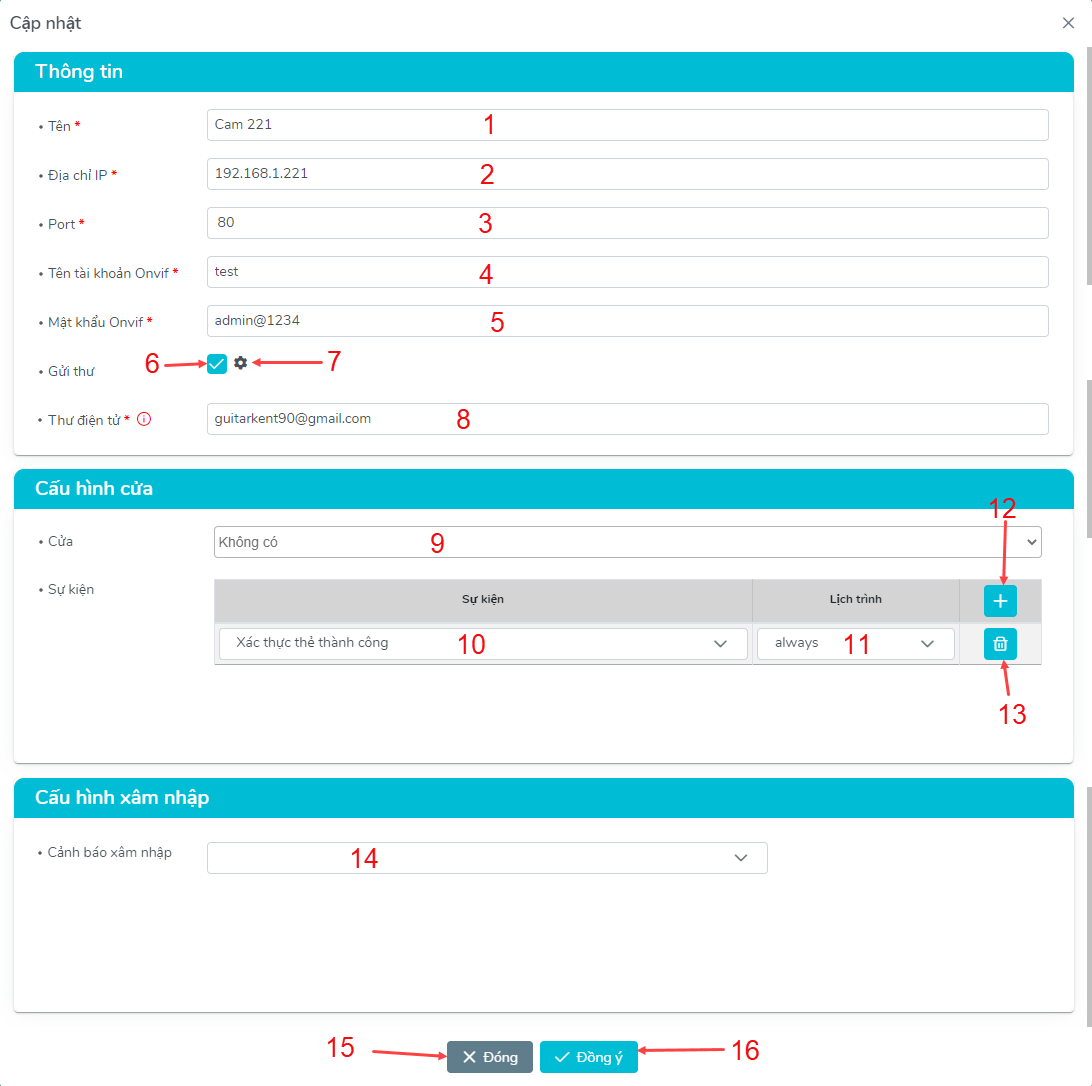 Cập nhật
Thông tin
• Tên * Cam 221 1
• Địa chỉ IP * 192.168.1.221 2
• Port * 80 3
• Tên tài khoản Onvif * test 4
• Mật khẩu Onvif * admin@1234 5
• Gửi thư 6 7
• Thư điện tử * guitarkent90@gmail.com 8
Cấu hình cửa
12
• Cửa Không có 9
• Sự kiện
Sự kiện Lịch trình
Xác thực thẻ thành công 10 always 11
13
Cấu hình xâm nhập
• Cảnh báo xâm nhập 14
15 Đóng Đồng ý 16